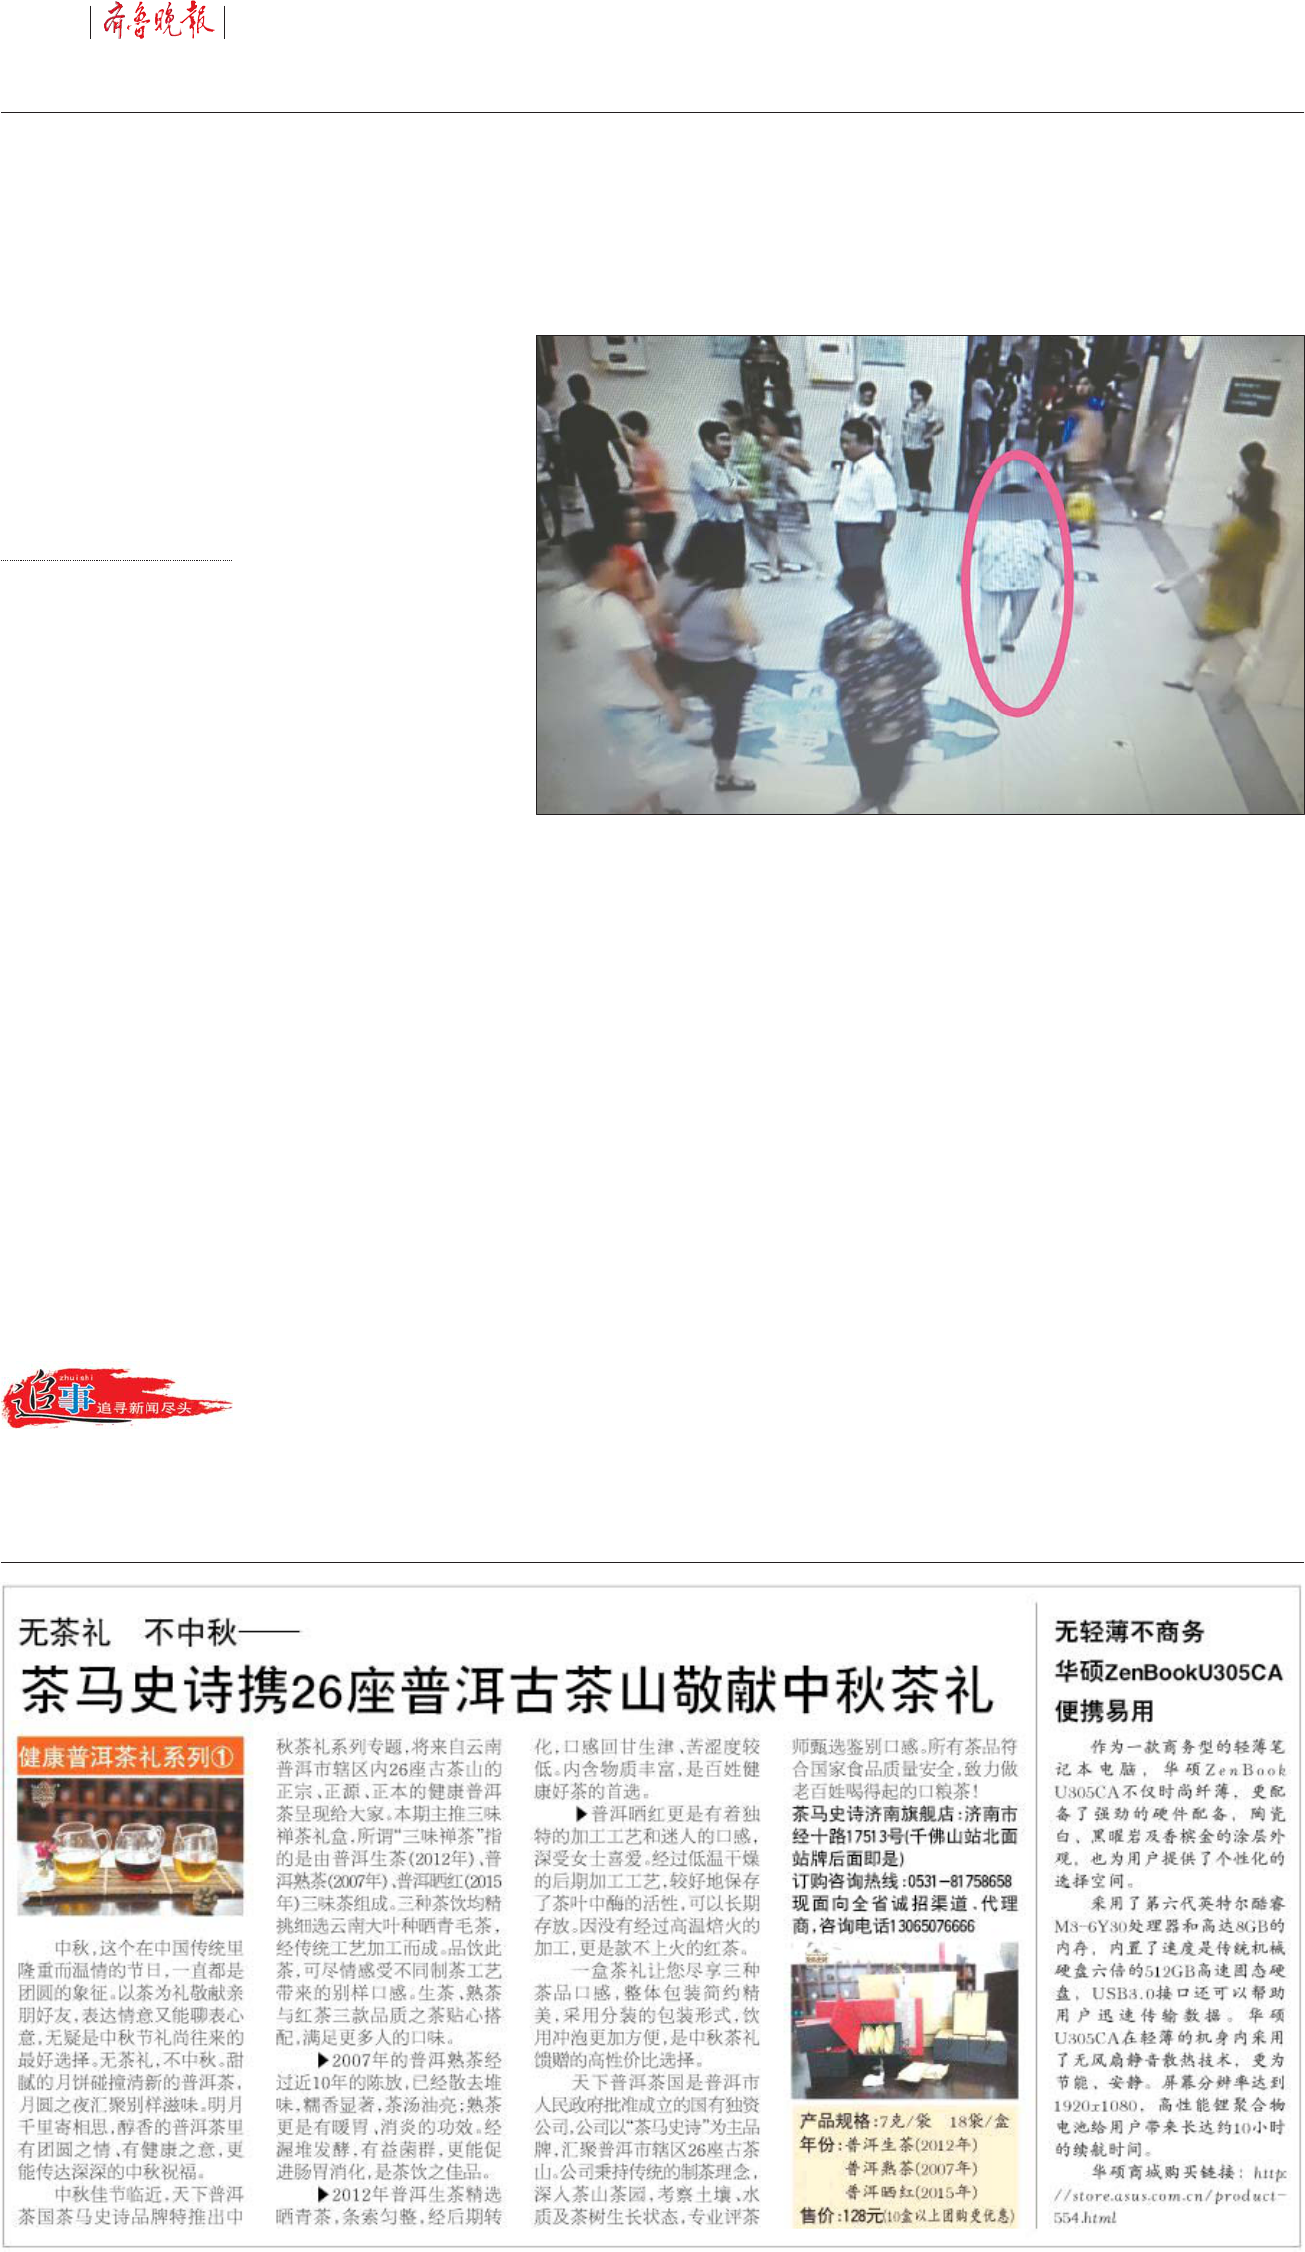 齐鲁晚报
zhuishi
追事 追寻新闻尽头
无茶礼 不中秋——
茶马史诗携26座普洱古茶山敬献中秋茶礼
健康普洱茶礼系列①
中秋,这个在中国传统里
隆重而温情的节日,一直都是
团圆的象征。以茶为礼敬献亲
朋好友,表达情意又能聊表心
意,无疑是中秋节礼尚往来的
最好选择。无茶礼,不中秋。甜
腻的月饼碰撞清新的普洱茶,
月圆之夜汇聚别样滋味。明月
千里寄相思,醇香的普洱茶里
有团圆之情、有健康之意,更
能传达深深的中秋祝福。
中秋佳节临近,天下普洱
茶国茶马史诗品牌特推出中
秋茶礼系列专题,将来自云南
普洱市辖区内26座古茶山的
正宗、正源、正本的健康普洱
茶呈现给大家。本期主推三味
禅茶礼盒,所谓“三味禅茶”指
的是由普洱生茶(2012年)、普
洱熟茶(2007年)、普洱晒红(2015
年)三味茶组成。三种茶饮均精
挑细选云南大叶种晒青毛茶,
经传统工艺加工而成。品饮此
茶,可尽情感受不同制茶工艺
带来的别样口感。生茶、熟茶
与红茶三款品质之茶贴心搭
配,满足更多人的口味。
▶2007年的普洱熟茶经
过近10年的陈放,已经散去堆
味,糯香显著,茶汤油亮;熟茶
更是有暖胃、消炎的功效。经
渥堆发酵,有益菌群,更能促
进肠胃消化,是茶饮之佳品。
▶2012年普洱生茶精选
晒青茶,条索匀整,经后期转
化,口感回甘生津、苦涩度较
低。内含物质丰富,是百姓健
康好茶的首选。
▶普洱晒红更是有着独
特的加工工艺和迷人的口感,
深受女士喜爱。经过低温干燥
的后期加工工艺,较好地保存
了茶叶中酶的活性,可以长期
存放。因没有经过高温焙火的
加工,更是款不上火的红茶。
一盒茶礼让您尽享三种
茶品口感,整体包装简约精
美,采用分装的包装形式,饮
用冲泡更加方便,是中秋茶礼
馈赠的高性价比选择。
天下普洱茶国是普洱市
人民政府批准成立的国有独资
公司,公司以“茶马史诗”为主品
牌,汇聚普洱市辖区26座古茶
山。公司秉持传统的制茶理念,
深入茶山茶园,考察土壤、水
质及茶树生长状态,专业评茶
师甄选鉴别口感。所有茶品符
合国家食品质量安全,致力做
老百姓喝得起的口粮茶!
茶马史诗济南旗舰店:济南市
经十路17513号(千佛山站北面
站牌后面即是)
订购咨询热线:0531-81758658
现面向全省诚招渠道、代理
商,咨询电话13065076666
产品规格:7克/袋 18袋/盒
年份:普洱生茶(2012年)
普洱熟茶(2007年)
普洱晒红(2015年)
售价:128元(10盒以上团购更优惠)
无轻薄不商务
华硕ZenBookU305CA
便携易用
作为一款商务型的轻薄笔
记本电脑,华硕ZenBook
U305CA不仅时尚纤薄,更配
备了强劲的硬件配备,陶瓷
白、黑曜岩及香槟金的涂层外
观,也为用户提供了个性化的
选择空间。
采用了第六代英特尔酷睿
M3-6Y30处理器和高达8GB的
内存,内置了速度是传统机械
硬盘六倍的512GB高速固态硬
盘,USB3.0接口还可以帮助
用户迅速传输数据。华硕
U305CA在轻薄的机身内采用
了无风扇静音散热技术,更为
节能、安静。屏幕分辨率达到
1920x1080,高性能锂聚合物
电池给用户带来长达约10小时
的续航时间。
华硕商城购买链接:http:
//store.asus.com.cn/product-
554.html